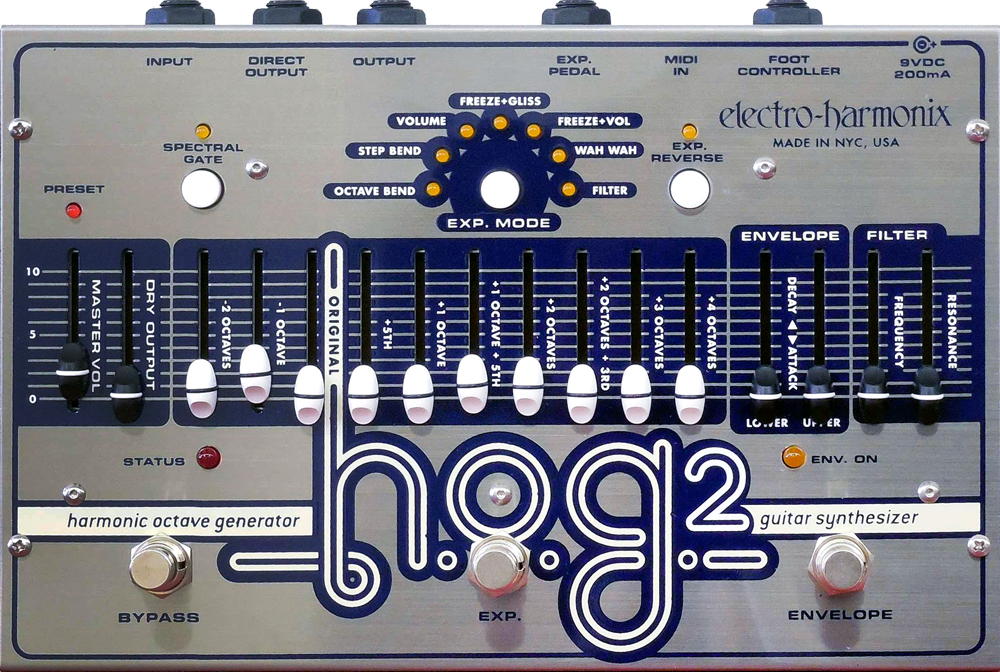 INPUT
DIRECT
OUTPUT
OUTPUT
EXP.
PEDAL
MIDI
IN
FOOT
CONTROLLER
9VDC
200mA
FREEZE+GLISS
VOLUME
FREEZE+VOL
STEP BEND
WAH WAH
OCTAVE BEND
FILTER
EXP. MODE
SPECTRAL
GATE
EXP.
REVERSE
electro-harmonix
MADE IN NYC, USA
PRESET
ENVELOPE
FILTER
10
5
0
MASTER VOL
DRY OUTPUT
-2 OCTAVES
-1 OCTAVE
ORIGINAL
+5TH
+1 OCTAVE
+1 OCTAVE + 5TH
+2 OCTAVES
+2 OCTAVES + 3RD
+3 OCTAVES
+4 OCTAVES
DECAY ◄ ► ATTACK
LOWER
UPPER
FREQUENCY
RESONANCE
STATUS
ENV. ON
h.o.g.2
harmonic octave generator
guitar synthesizer
BYPASS
EXP.
ENVELOPE